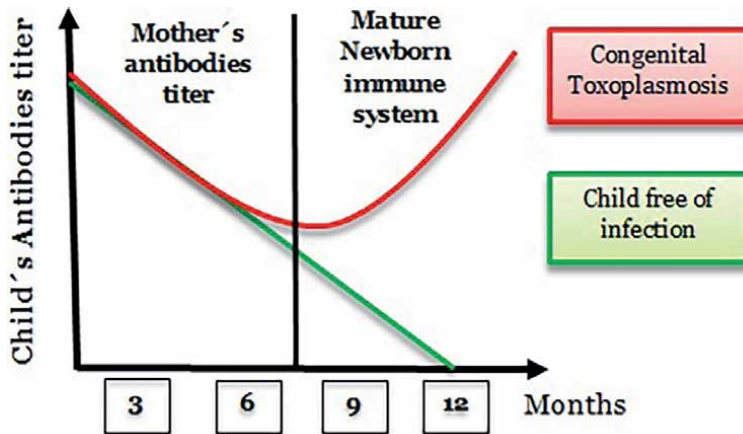 Child´s Antibodies titer
Mother´s
antibodies
titer
Mature
Newborn
immune
system
Congenital
Toxoplasmosis
Child free of
infection
3 6 9 12 Months